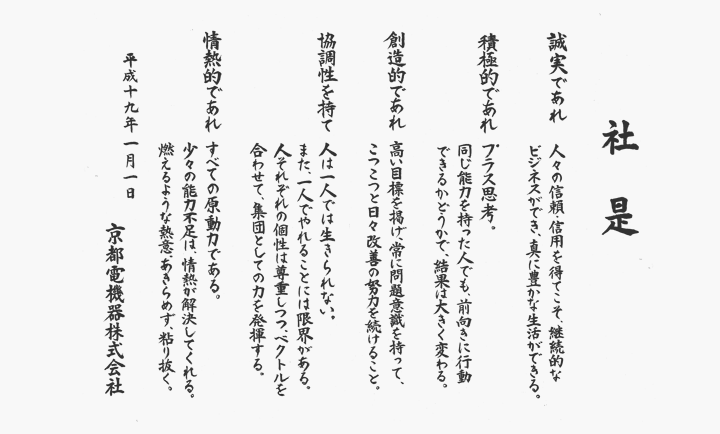 社是
誠実であれ
人々の信頼・信用を得てこそ、継続的な
ビジネスができ、真に豊かな生活ができる。
積極的であれ
プラス思考。
同じ能力を持った人でも、前向きに行動
できるかどうかで、結果は大きく変わる。
創造的であれ
高い目標を掲げ、常に問題意識を持って、
こつこつと日々改善の努力を続けること。
協調性を持て
人は一人では生きられない。
また、一人でやれることには限界がある。
人それぞれの個性は尊重しつつ、ベクトルを
合わせて、集団としての力を発揮する。
情熱的であれ
すべての原動力である。
少々の能力不足は、情熱が解決してくれる。
燃えるような熱意、あきらめず、粘り抜く。
平成十九年一月一日
京都電機器株式会社